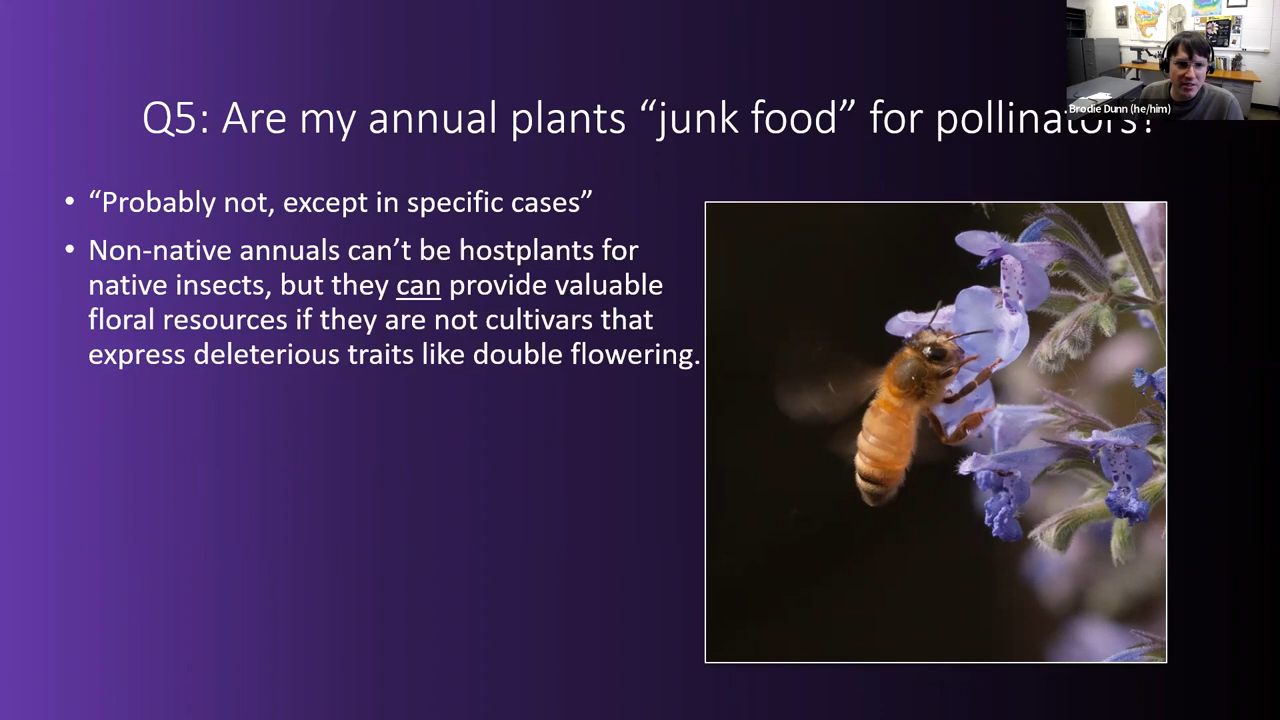 Brodie Dunn (he/him)
Q5: Are my annual plants “junk food” for pollinators?
• “Probably not, except in specific cases”
• Non-native annuals can’t be hostplants for
native insects, but they can provide valuable
floral resources if they are not cultivars that
express deleterious traits like double flowering.